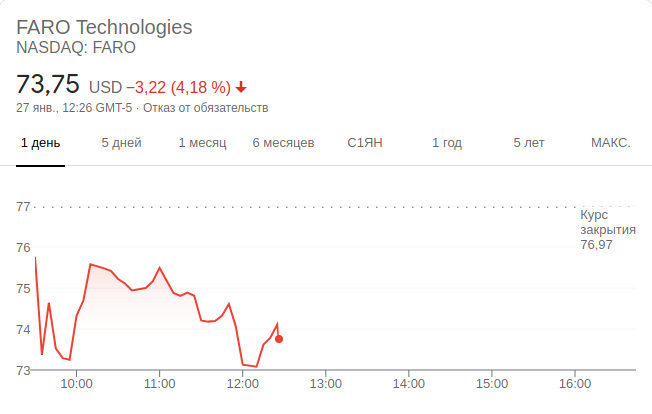 FARO Technologies
NASDAQ: FARO
73,75 USD −3,22 (4,18 %)
27 янв., 12:26 GMT-5 · Отказ от обязательств
1 день 5 дней 1 месяц 6 месяцев С1ЯН 1 год 5 лет МАКС.
77
Курс
закрытия
76,97
76
75
74
73
10:00 11:00 12:00 13:00 14:00 15:00 16:00